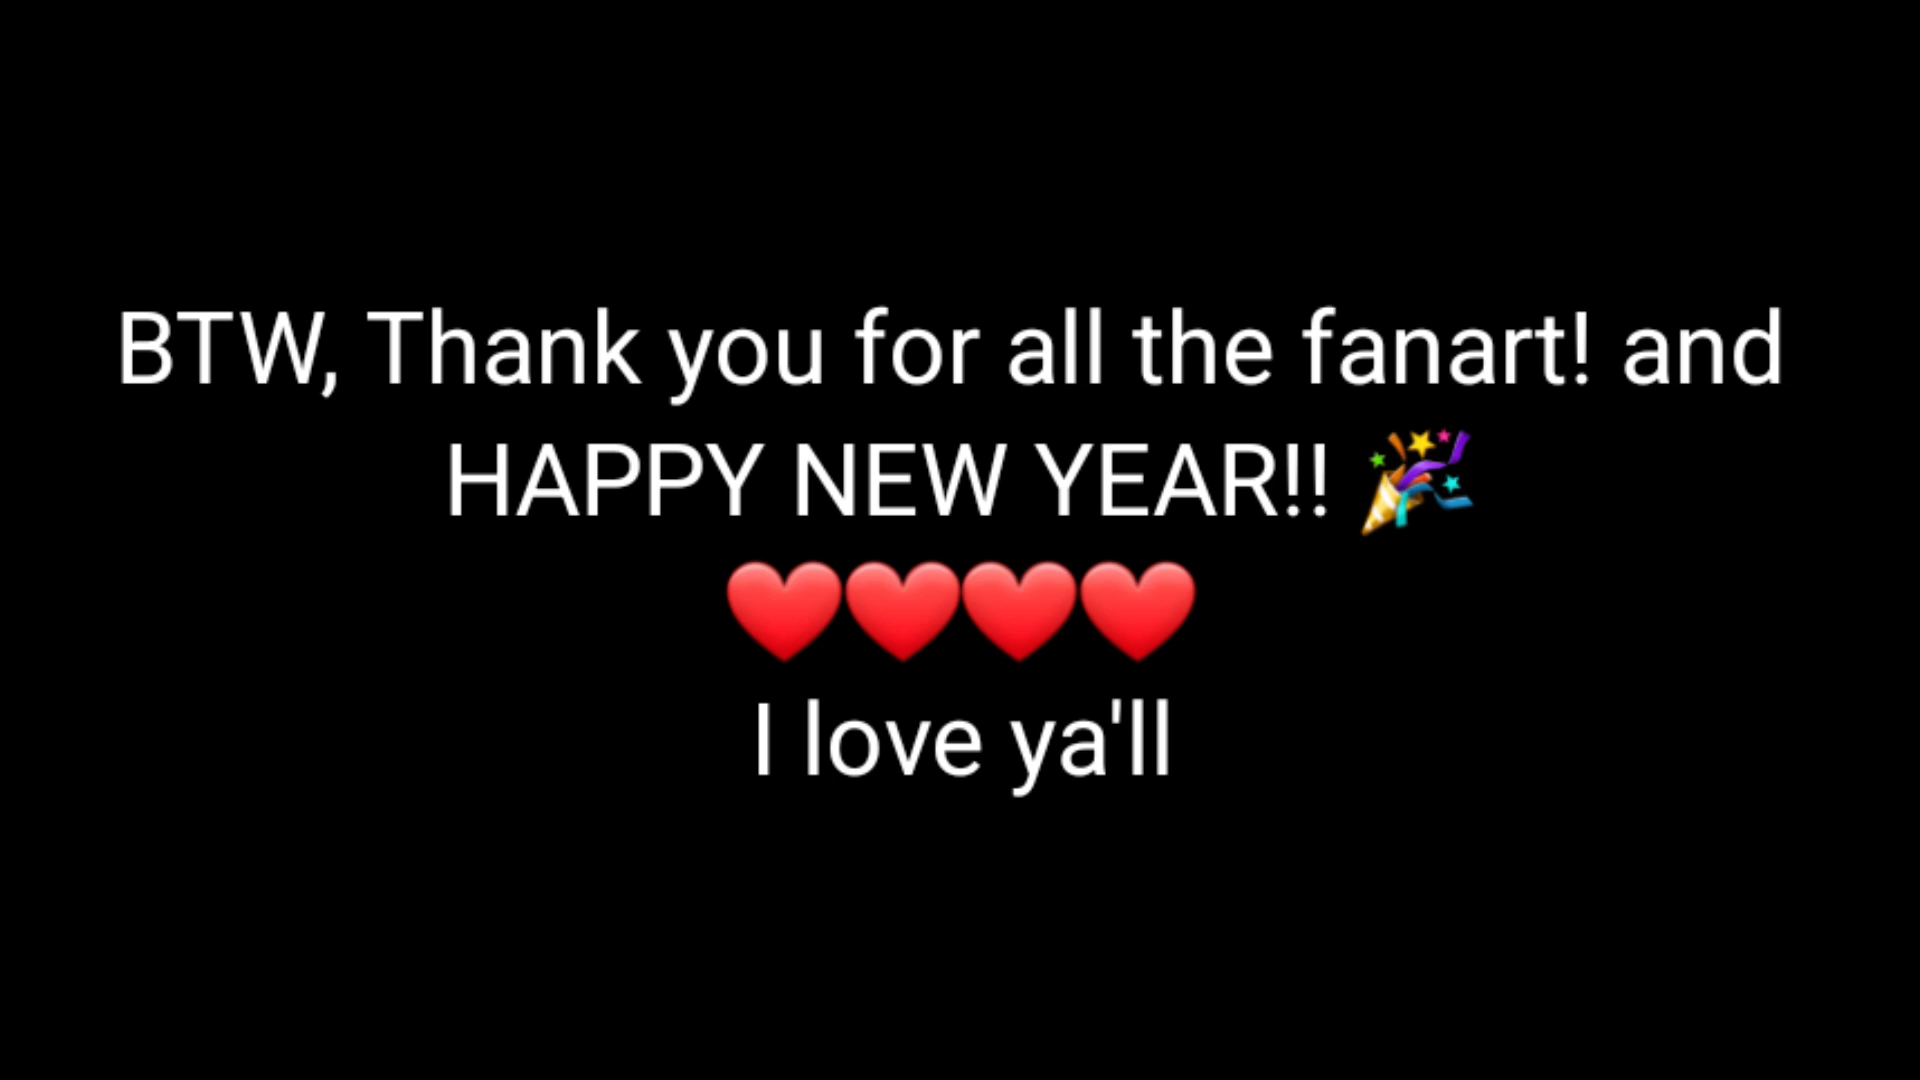 BTW, Thank you for all the fanart! and
HAPPY NEW YEAR!! 🎉
❤️❤️❤️❤️
I love ya'll